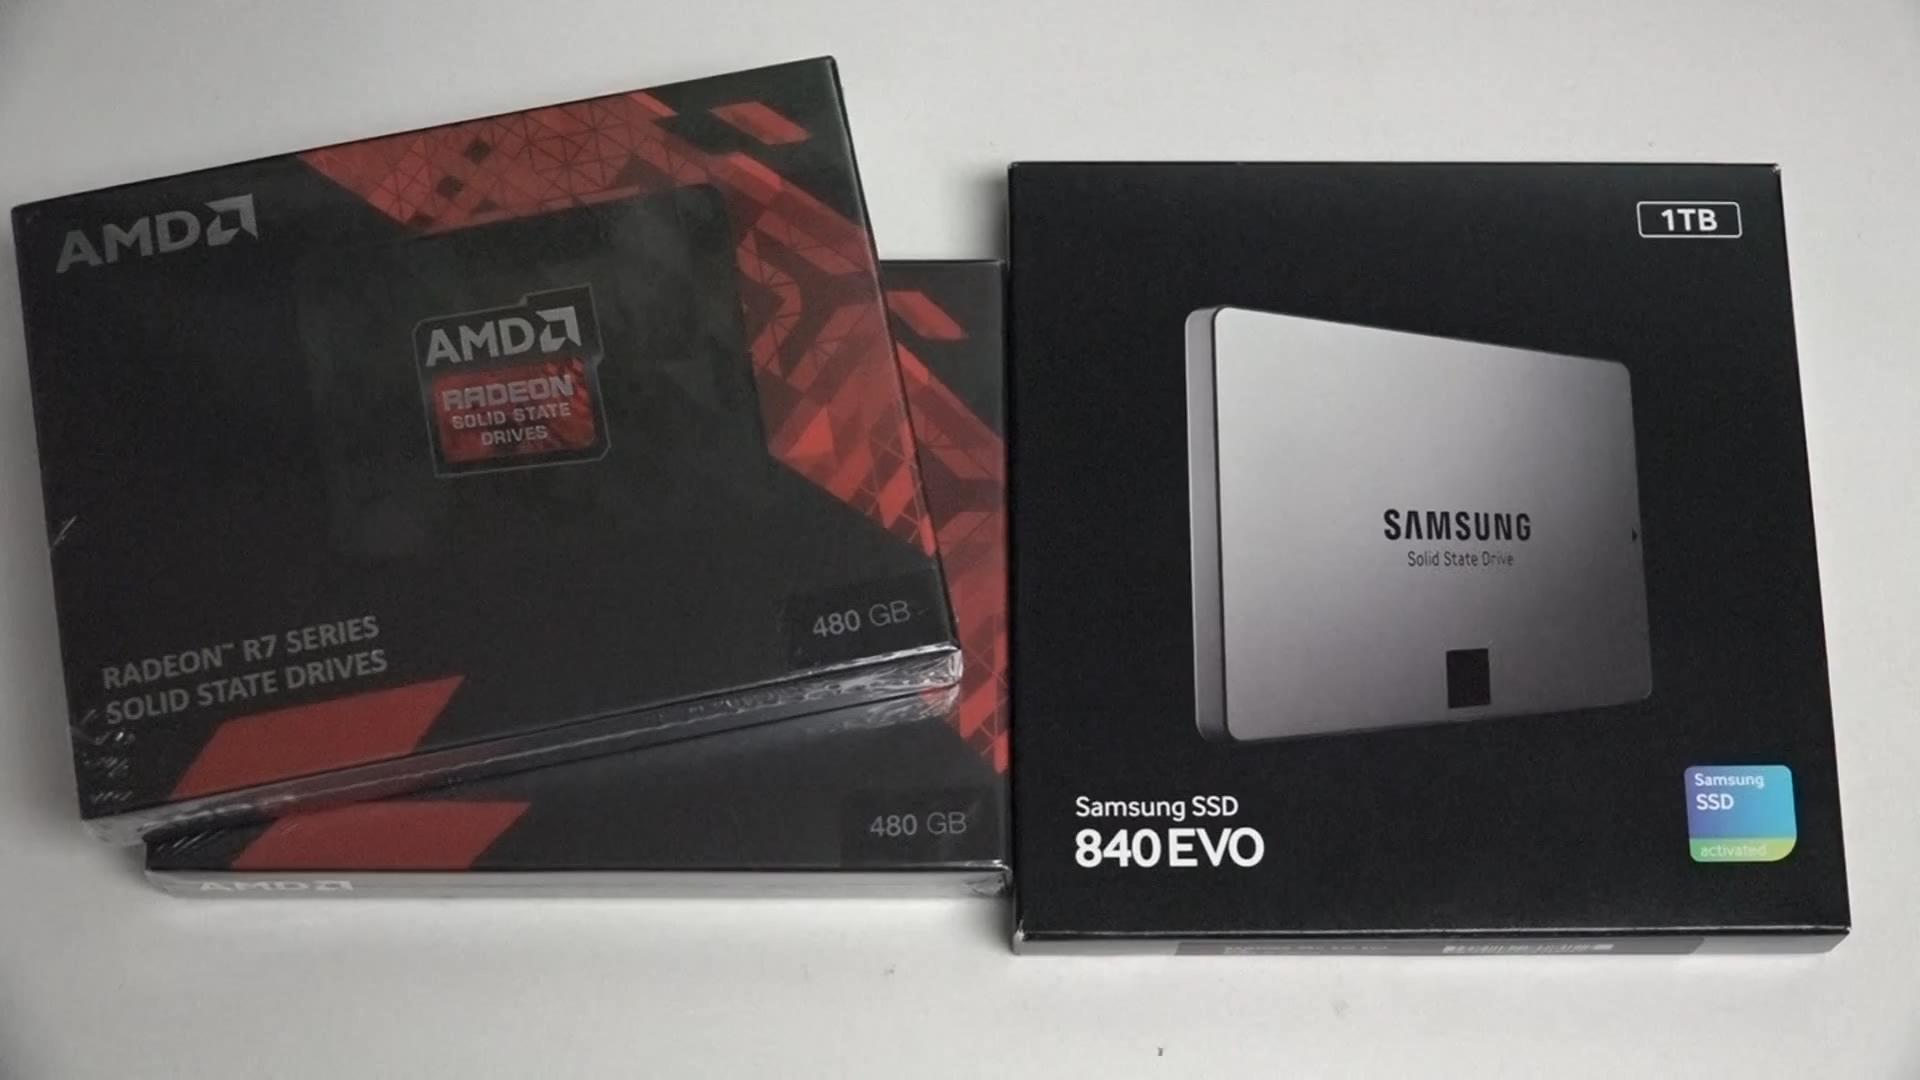 AMD
AMD
RADEON
SOLID STATE
DRIVES
RADEON™ R7 SERIES
SOLID STATE DRIVES
480 GB
480 GB
AMD
1TB
SAMSUNG
Solid State Drive
Samsung SSD
840 EVO
Samsung
SSD
activated